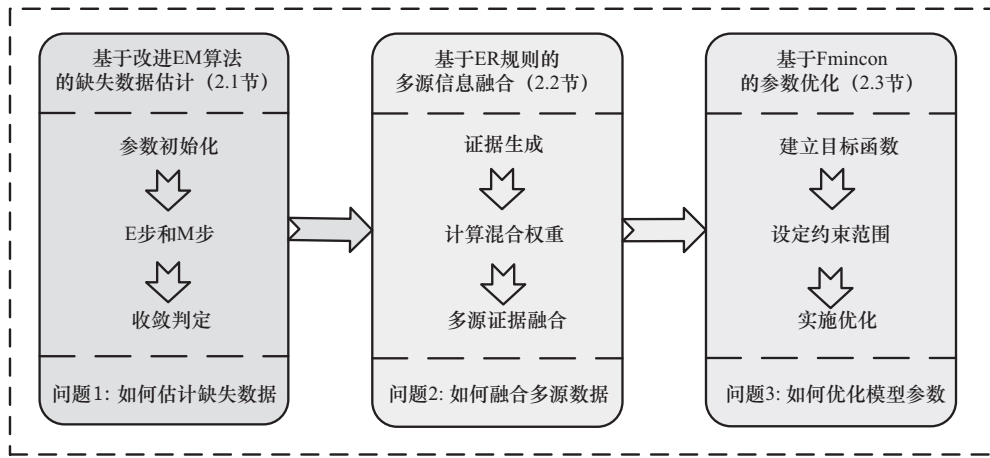 基于改进EM算法
的缺失数据估计（2.1节）
参数初始化
E步和M步
收敛判定
问题1: 如何估计缺失数据
基于ER规则的
多源信息融合（2.2节）
证据生成
计算混合权重
多源证据融合
问题2: 如何融合多源数据
基于Fmincon
的参数优化（2.3节）
建立目标函数
设定约束范围
实施优化
问题3: 如何优化模型参数